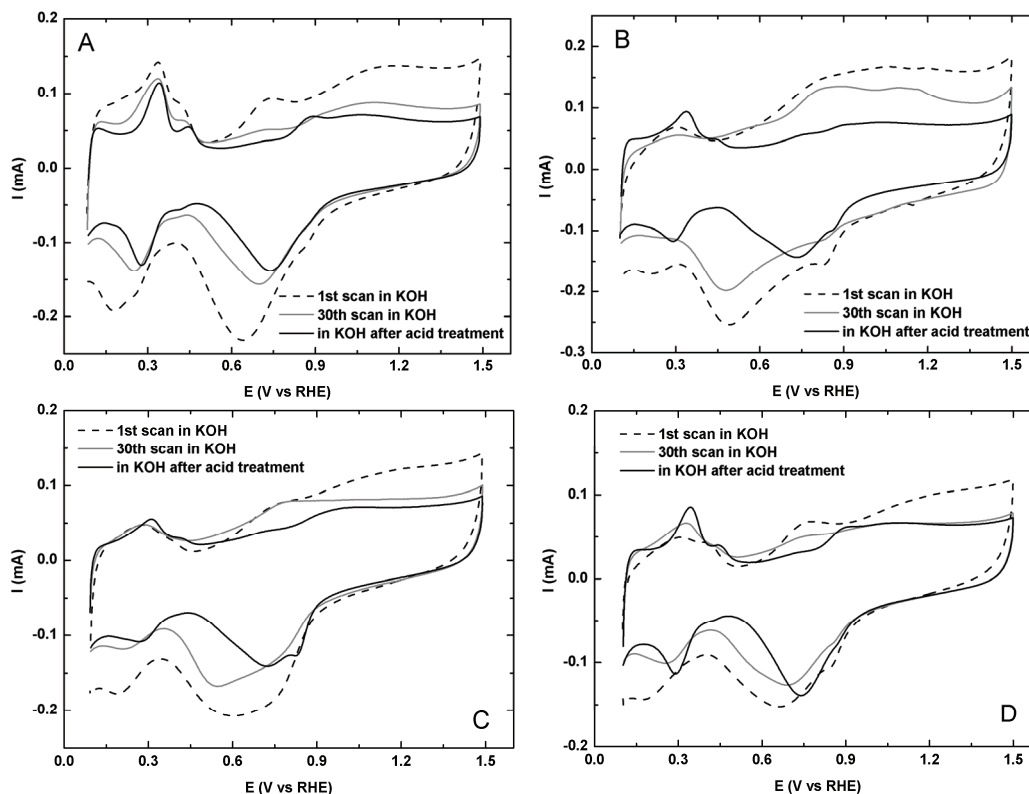 A
0.2
0.1
0.0
-0.1
-0.2
I (mA)
1st scan in KOH
30th scan in KOH
in KOH after acid treatment
0.0 0.3 0.6 0.9 1.2 1.5
E (V vs RHE)
B
0.2
0.1
0.0
-0.1
-0.2
-0.3
I (mA)
1st scan in KOH
30th scan in KOH
in KOH after acid treatment
0.0 0.3 0.6 0.9 1.2 1.5
E (V vs RHE)
0.2
0.1
0.0
-0.1
-0.2
I (mA)
1st scan in KOH
30th scan in KOH
in KOH after acid treatment
C
0.0 0.3 0.6 0.9 1.2 1.5
E (V vs RHE)
0.2
0.1
0.0
-0.1
-0.2
I (mA)
1st scan in KOH
30th scan in KOH
in KOH after acid treatment
D
0.0 0.3 0.6 0.9 1.2 1.5
E (V vs RHE)